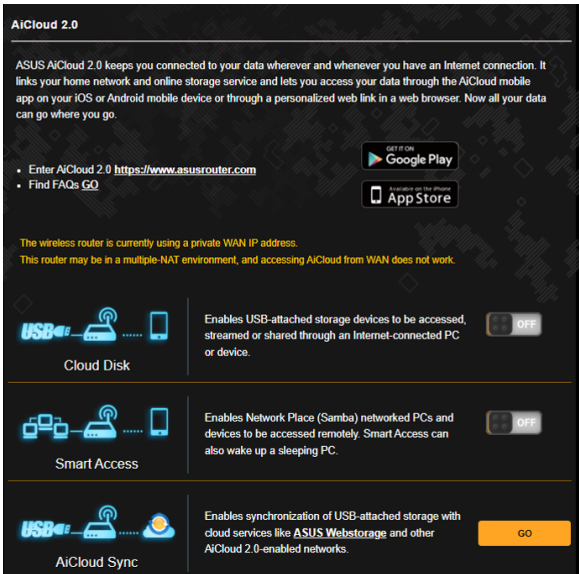 AiCloud 2.0
ASUS AiCloud 2.0 keeps you connected to your data wherever and whenever you have an Internet connection. It
links your home network and online storage service and lets you access your data through the AiCloud mobile
app on your iOS or Android mobile device or through a personalized web link in a web browser. Now all your data
can go where you go.
GET IT ON
Google Play
Enter AiCloud 2.0 https://www.asusrouter.com
Find FAQs GO
Available on the iPhone
App Store
The wireless router is currently using a private WAN IP address.
This router may be in a multiple-NAT environment, and accessing AiCloud from WAN does not work.
USB
Cloud Disk
Enables USB-attached storage devices to be accessed,
streamed or shared through an Internet-connected PC
or device.
OFF
Smart Access
Enables Network Place (Samba) networked PCs and
devices to be accessed remotely. Smart Access can
also wake up a sleeping PC.
OFF
USB
AiCloud Sync
Enables synchronization of USB-attached storage with
cloud services like ASUS Webstorage and other
AiCloud 2.0-enabled networks.
GO